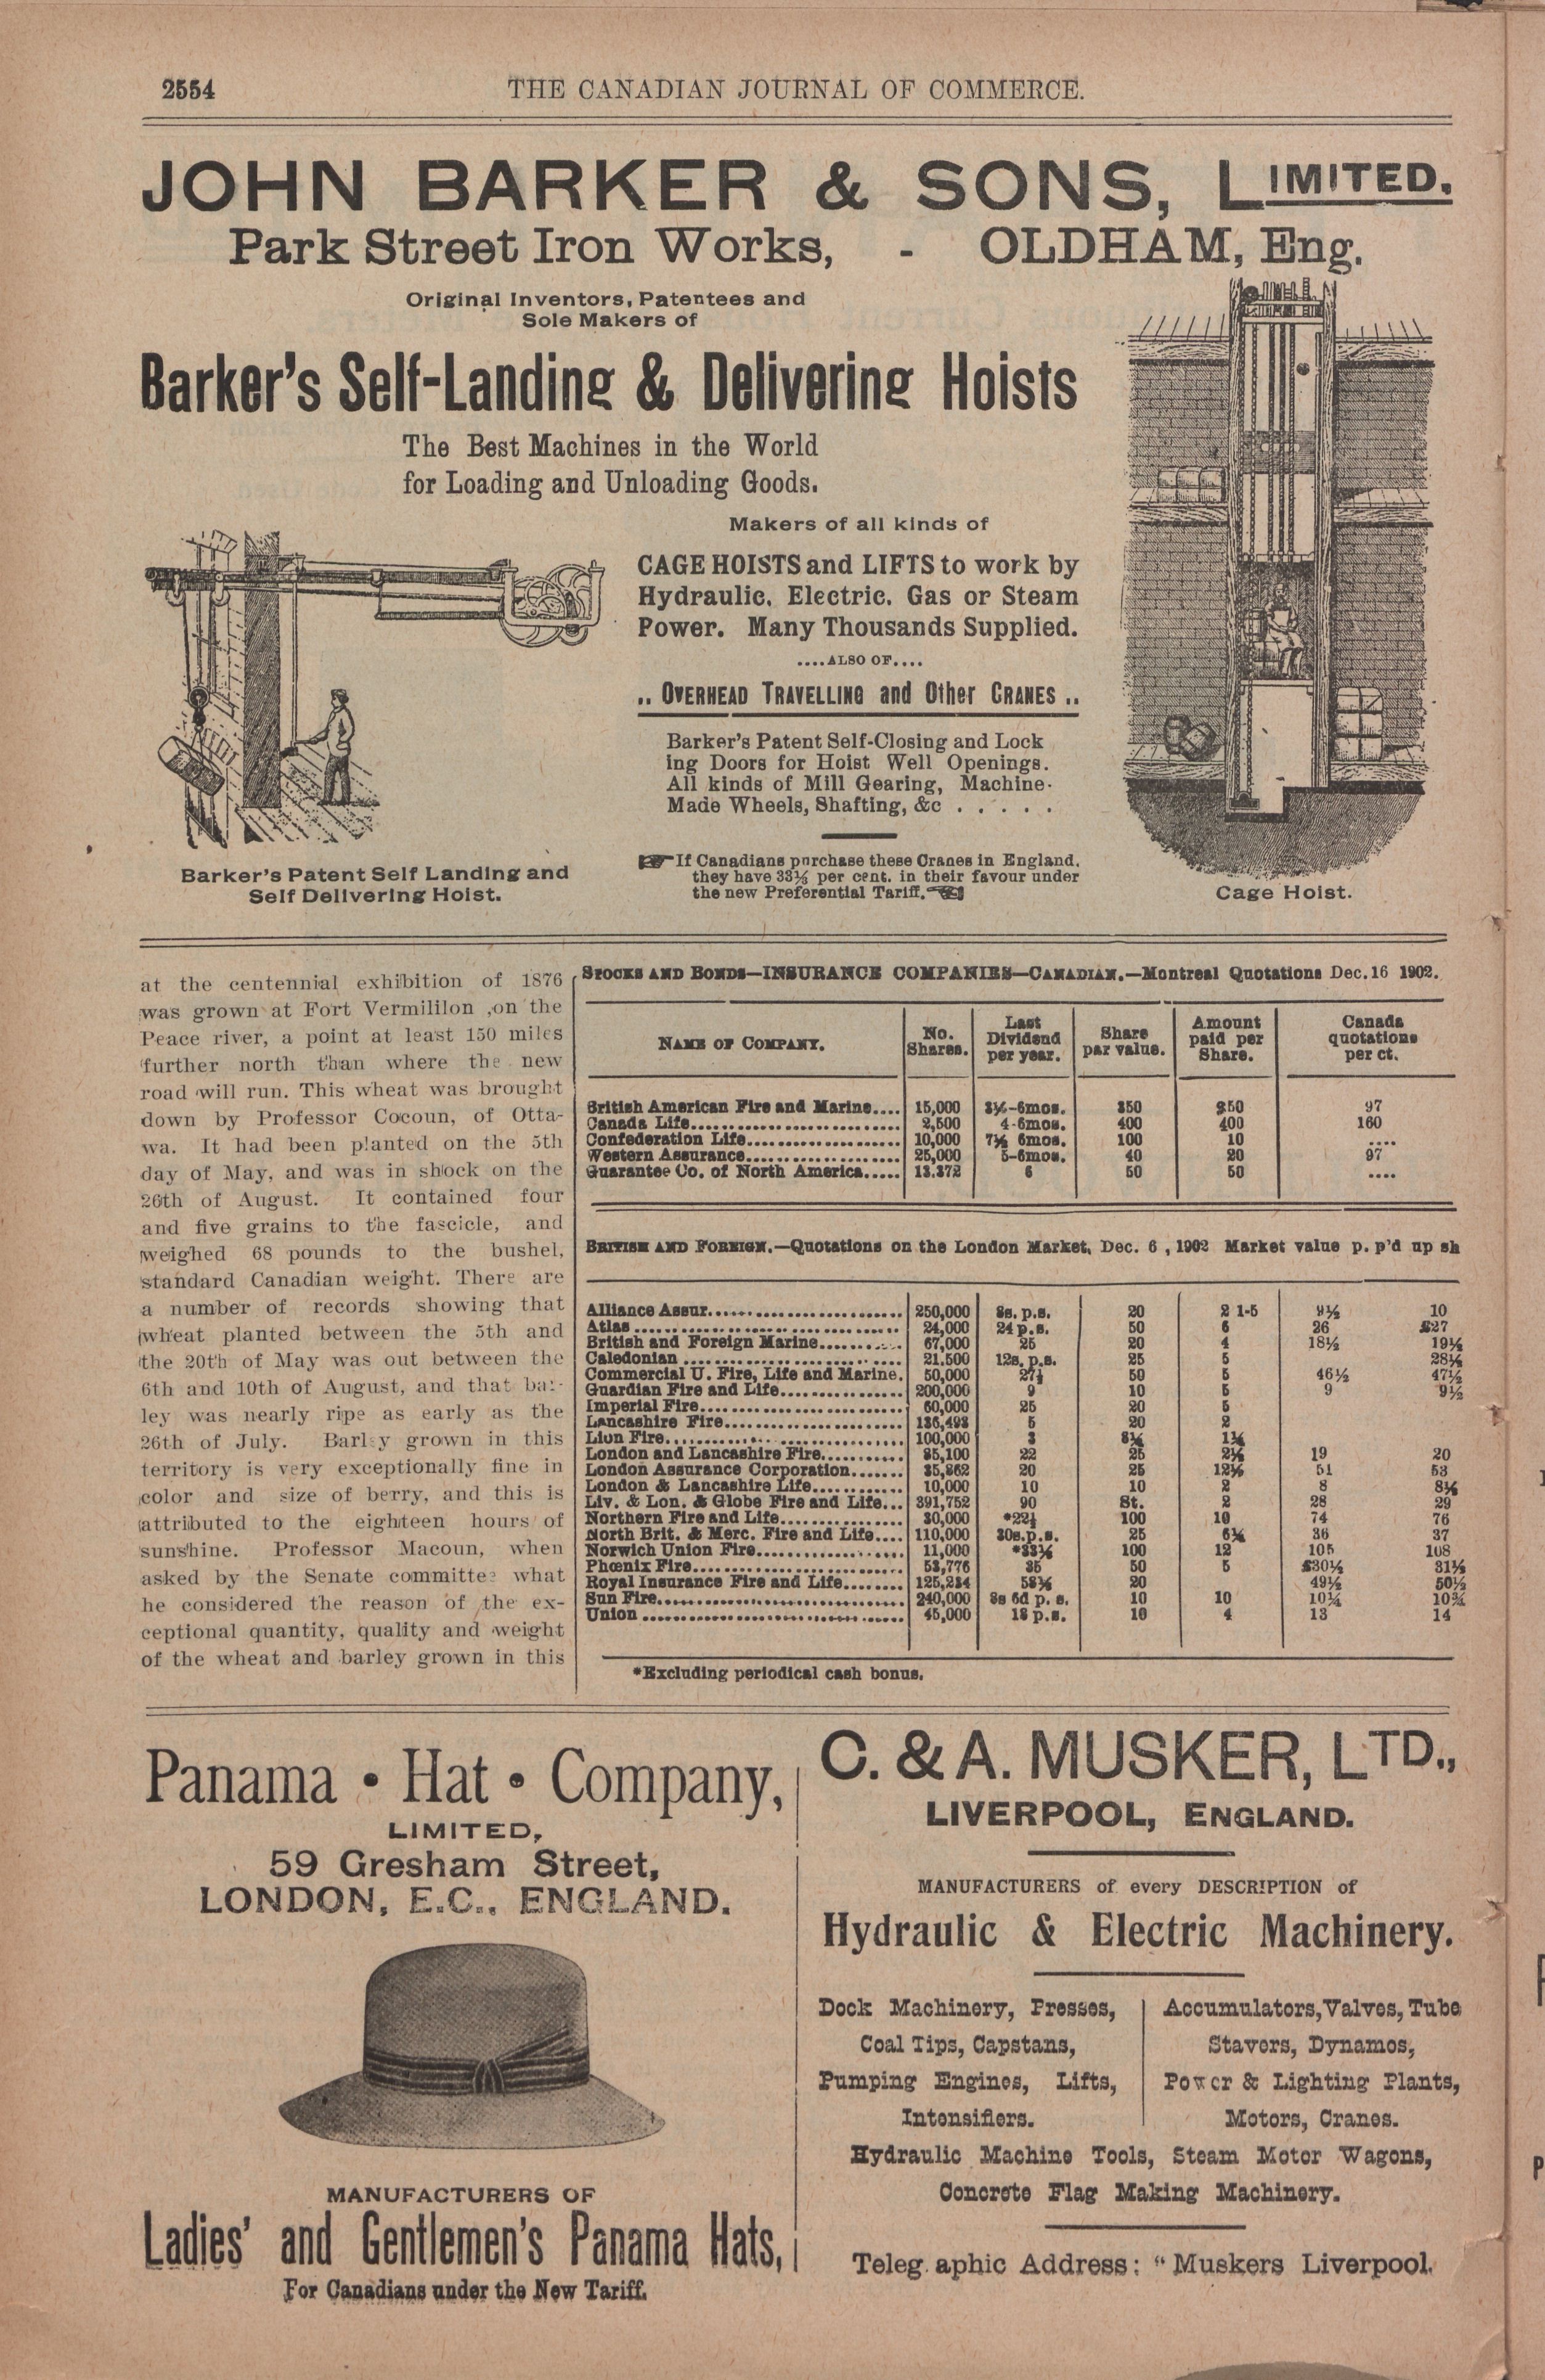 2554
THE CANADIAN JOURNAL OF COMMERCE.
JOHN BARKER & SONS, LIMITED.
Park Street Iron Works, - OLDHAM, Eng.
Original Inventors, Patentees and
Sole Makers of
Barker's Self-Landing & Delivering Hoists
The Best Machines in the World
for Loading and Unloading Goods.
Makers of all kinds of
CAGE HOISTS and LIFTS to work by
Hydraulic. Electric. Gas or Steam
Power. Many Thousands Supplied.
....ALSO OF....
.. OVERHEAD TRAVELLING and Other CRANES ..
Barker's Patent Self-Closing and Lock
ing Doors for Hoist Well Openings.
All kinds of Mill Gearing, Machine-
Made Wheels, Shafting, &c . . . . .
If Canadians purchase these Cranes in England,
they have 33⅓ per cent. in their favour under
the new Preferential Tariff.
Barker's Patent Self Landing and
Self Delivering Hoist.
Cage Hoist.
at the centennial exhibition of 1876
was grown at Fort Vermililon ,on the
Peace river, a point at least 150 miles
further north than where the new
road will run. This wheat was brought
down by Professor Cocoun, of Otta-
wa. It had been planted on the 5th
day of May, and was in shock on the
26th of August. It contained four
and five grains to the fascicle, and
weighed 68 pounds to the bushel,
standard Canadian weight. There are
a number of records showing that
wheat planted between the 5th and
the 20th of May was out between the
6th and 10th of August, and that bar-
ley was nearly ripe as early as the
26th of July. Barley grown in this
territory is very exceptionally fine in
color and size of berry, and this is
attributed to the eighteen hours of
sunshine. Professor Macoun, when
asked by the Senate committee what
he considered the reason of the ex-
ceptional quantity, quality and weight
of the wheat and barley grown in this
STOCKS AND BONDS—INSURANCE COMPANIES—CANADIAN.—Montreal Quotations Dec. 16 1902.
NAME OF COMPANY. No. Shares. Last Dividend per year. Share par value. Amount paid per Share. Canada quotations per ct.
British American Fire and Marine.... 15,000 3½-6mos. $50 $50 97
Canada Life.... 2,500 4-6mos. 400 400 160
Confederation Life.... 10,000 7½ 6mos. 100 10 ....
Western Assurance.... 25,000 5-6mos. 40 20 97
Guarantee Co. of North America..... 13.372 6 50 50 ....
BRITISH AND FOREIGN.—Quotations on the London Market, Dec. 6 , 1902 Market value p. p'd up sh
Alliance Assur.... 250,000 8s. p.s. 20 2 1-5 9½ 10
Atlas.... 24,000 24 p.s. 50 6 26 £27
British and Foreign Marine.... 67,000 25 20 4 18½ 19½
Caledonian .... 21.500 12s. p.s. 25 5 28½
Commercial U. Fire, Life and Marine. 50,000 27½ 50 5 46½ 47½
Guardian Fire and Life.... 200,000 9 10 5 9 9½
Imperial Fire.... 60,000 25 20 5
Lancashire Fire.... 136,493 5 20 2
Lion Fire.... 100,000 3 8½ 1¾
London and Lancashire Fire.... 85,100 22 25 2½ 19 20
London Assurance Corporation....... 35,862 20 25 12½ 51 53
London & Lancashire Life.... 10,000 10 10 2 8 8½
Liv. & Lon. & Globe Fire and Life... 391,752 90 St. 2 28 29
Northern Fire and Life.... 30,000 *22½ 100 10 74 76
North Brit. & Merc. Fire and Life.... 110,000 30s.p.s. 25 6¼ 36 37
Norwich Union Fire.... 11,000 *33⅓ 100 12 105 108
Phœnix Fire.... 53,776 35 50 5 £30½ 31½
Royal Insurance Fire and Life........ 125,234 58⅓ 20 49½ 50½
Sun Fire.... 240,000 8s 6d p. s. 10 10 10¼ 10¾
Union .... 45,000 18 p.s. 10 4 13 14
*Excluding periodical cash bonus.
Panama • Hat • Company,
LIMITED,
59 Gresham Street,
LONDON, E.C., ENGLAND.
MANUFACTURERS OF
Ladies' and Gentlemen's Panama Hats,
For Canadians under the New Tariff.
C. & A. MUSKER, LTD.,
LIVERPOOL, ENGLAND.
MANUFACTURERS of every DESCRIPTION of
Hydraulic & Electric Machinery.
Dock Machinery, Presses,
Coal Tips, Capstans,
Pumping Engines, Lifts,
Intensifiers.
Accumulators, Valves, Tube
Stavers, Dynamos,
Power & Lighting Plants,
Motors, Cranes.
Hydraulic Machine Tools, Steam Motor Wagons,
Concrete Flag Making Machinery.
Teleg aphic Address: "Muskers Liverpool.